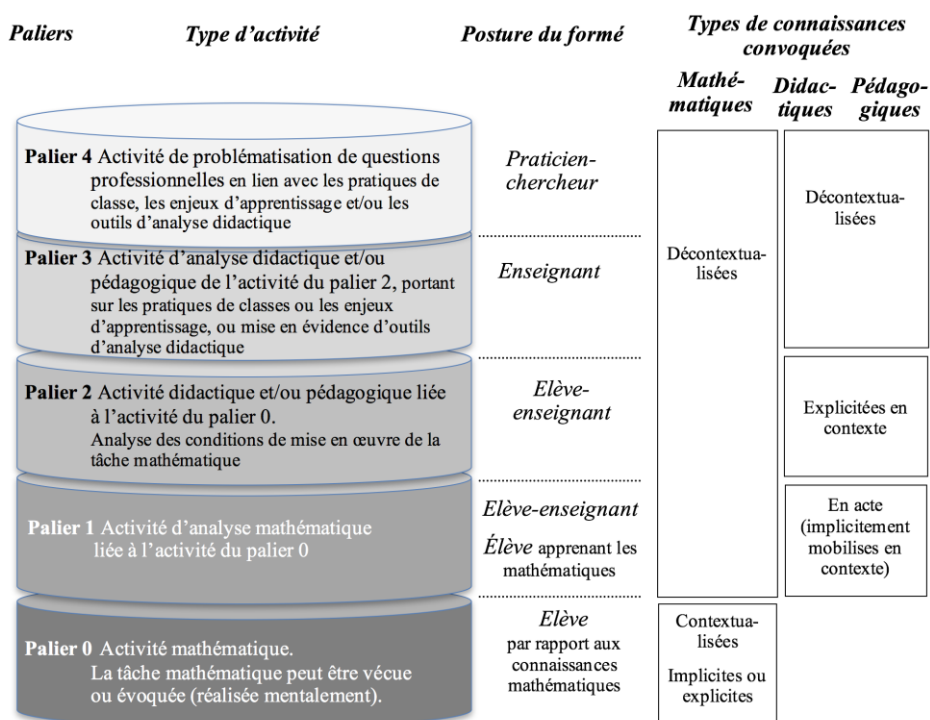 Paliers
Type d’activité
Posture du formé
Types de connaissances
convoquées
Mathé-
matiques
Didac-
tiques
Pédago-
giques
Palier 4 Activité de problématisation de questions
professionnelles en lien avec les pratiques de
classe, les enjeux d’apprentissage et/ou les
outils d’analyse didactique
Praticien-
chercheur
Palier 3 Activité d’analyse didactique et/ou
pédagogique de l’activité du palier 2, portant
sur les pratiques de classes ou les enjeux
d’apprentissage, ou mise en évidence d’outils
d’analyse didactique
Enseignant
Décontextua-
lisées
Décontextua-
lisées
Palier 2 Activité didactique et/ou pédagogique liée
à l’activité du palier 0.
Analyse des conditions de mise en œuvre de la
tâche mathématique
Elève-
enseignant
Explicitées en
contexte
Palier 1 Activité d’analyse mathématique
liée à l’activité du palier 0
Elève-enseignant
Élève apprenant les
mathématiques
En acte
(implicitement
mobilises en
contexte)
Palier 0 Activité mathématique.
La tâche mathématique peut être vécue
ou évoquée (réalisée mentalement).
Elève
par rapport aux
connaissances
mathématiques
Contextua-
lisées
Implicites ou
explicites